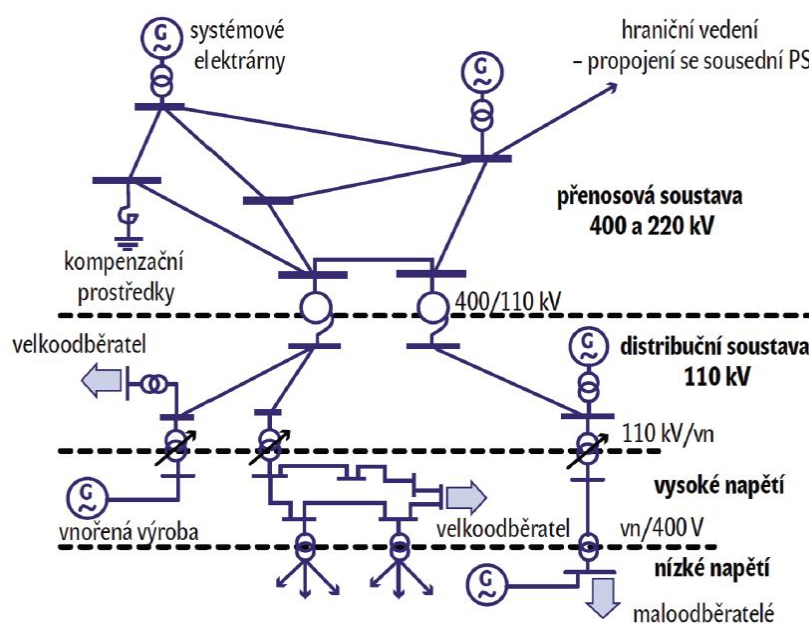 G
systémové
elektrárny
G
hraniční vedení
– propojení se sousední PS
přenosová soustava
400 a 220 kV
kompenzační
prostředky
400/110 kV
velkoodběratel
G
distribuční soustava
110 kV
110 kV/vn
G
vnořená výroba
vysoké napětí
velkoodběratel
vn/400 V
nízké napětí
G
maloodběratelé